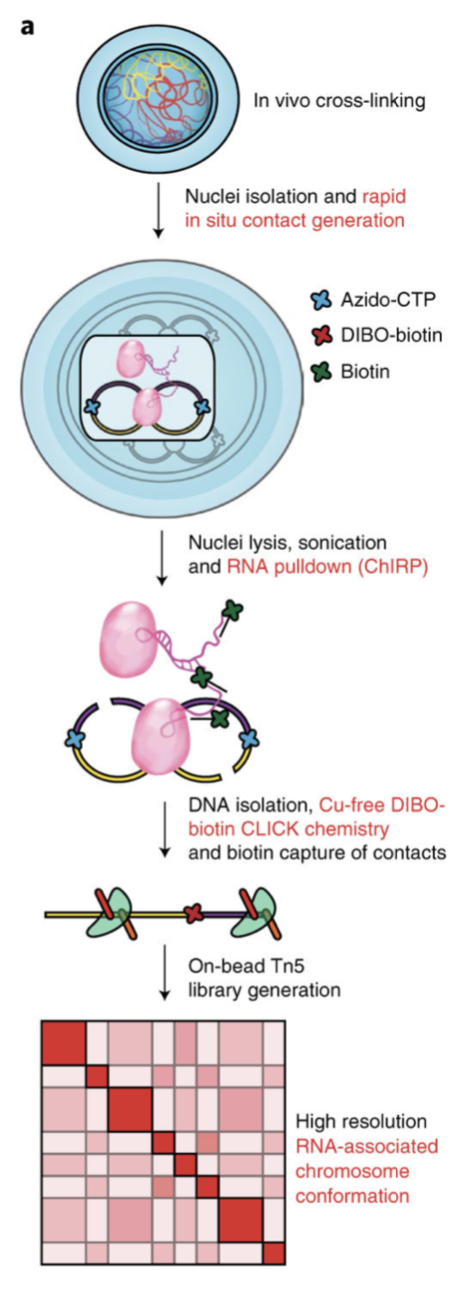 a
In vivo cross-linking
Nuclei isolation and rapid
in situ contact generation
Azido-CTP
DIBO-biotin
Biotin
Nuclei lysis, sonication
and RNA pulldown (ChIRP)
DNA isolation, Cu-free DIBO-
biotin CLICK chemistry
and biotin capture of contacts
On-bead Tn5
library generation
High resolution
RNA-associated
chromosome
conformation